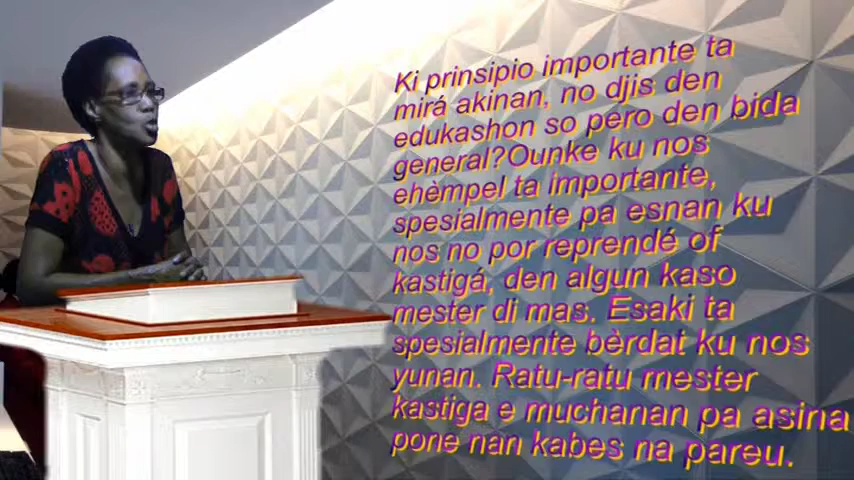 Ki prinsipio importante ta
mirá akinan, no djis den
edukashon so pero den bida
general?Ounke ku nos
ehèmpel ta importante,
spesialmente pa esnan ku
nos no por reprendé of
kastigá, den algun kaso
mester di mas. Esaki ta
spesialmente bèrdat ku nos
yunan. Ratu-ratu mester
kastiga e muchanan pa asina
pone nan kabes na pareu.